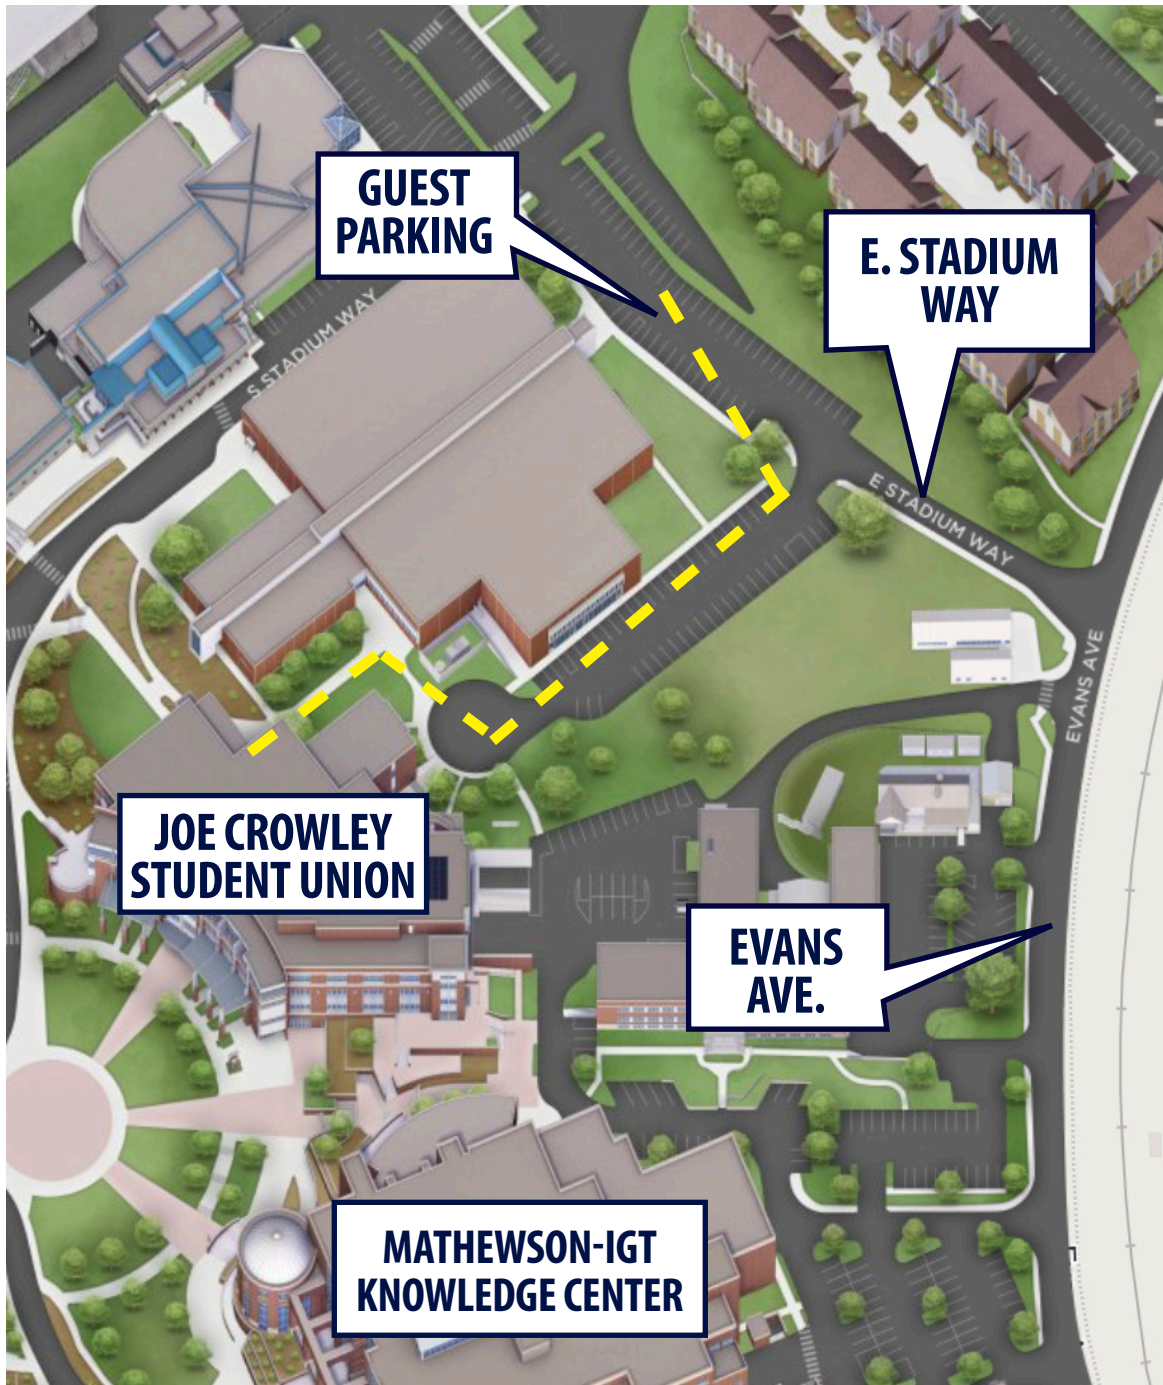 GUEST
PARKING
E. STADIUM
WAY
S STADIUM WAY
E STADIUM WAY
EVANS AVE
JOE CROWLEY
STUDENT UNION
EVANS
AVE.
MATHEWSON-IGT
KNOWLEDGE CENTER